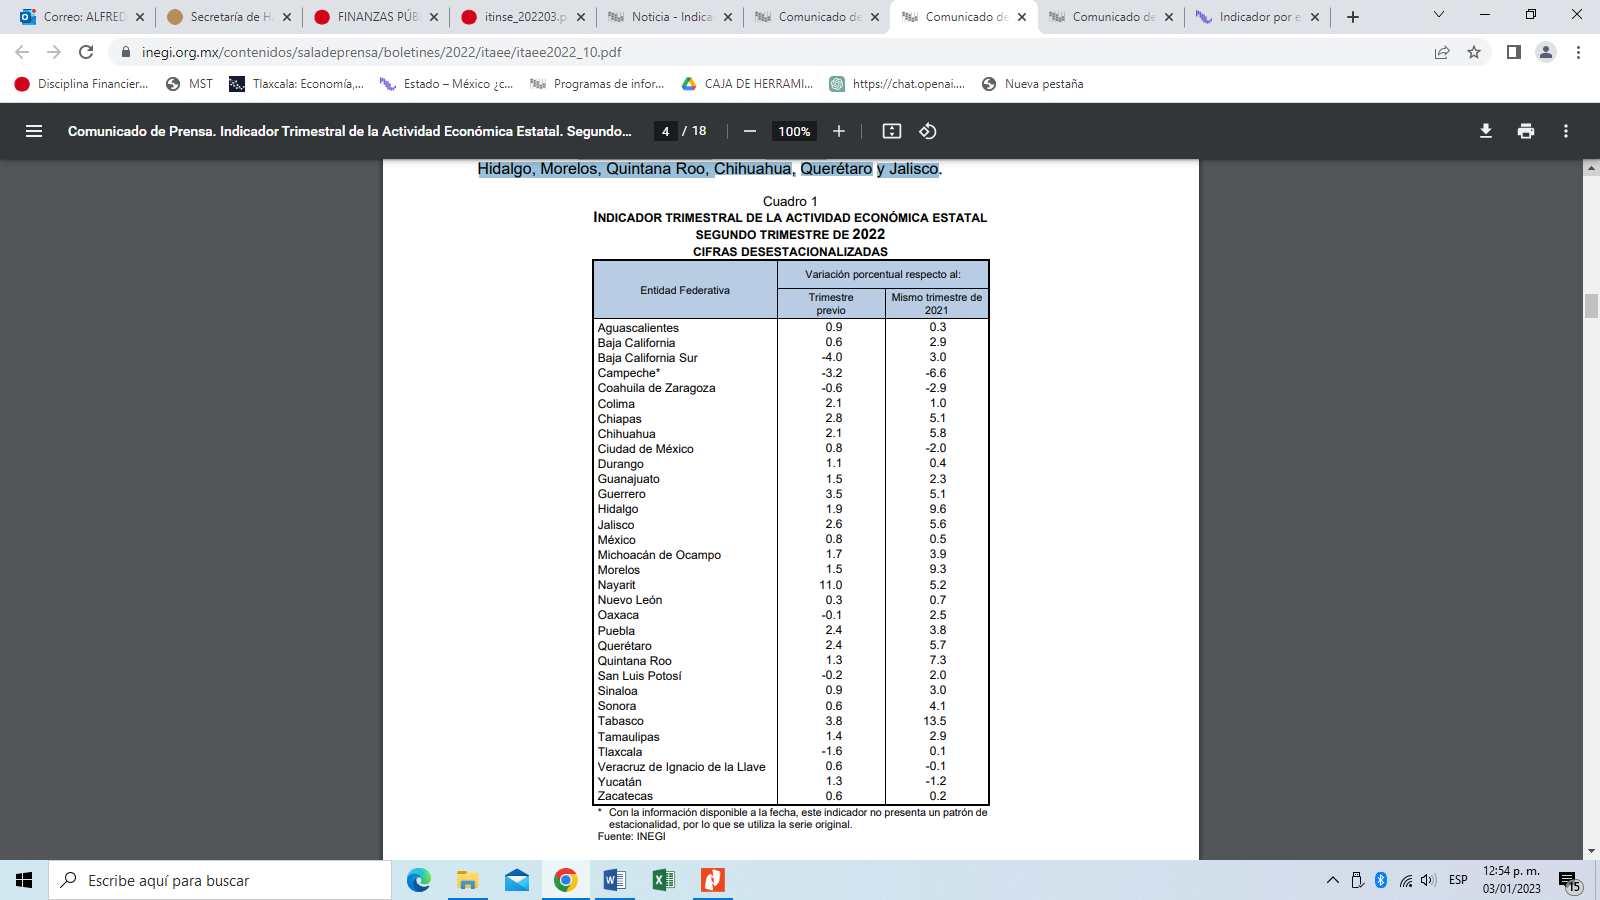 Correo: ALFRED
Secretaría de H
FINANZAS PÚB
itinse_202203.p
Noticia - Indica
Comunicado de
Comunicado de
Comunicado de
Indicador por e
inegi.org.mx/contenidos/saladeprensa/boletines/2022/itaee/itaee2022_10.pdf
Disciplina Financier...
MST
Tlaxcala: Economía,...
Estado – México ¿c...
Programas de infor...
CAJA DE HERRAMI...
https://chat.openai....
Nueva pestaña
Comunicado de Prensa. Indicador Trimestral de la Actividad Económica Estatal. Segundo...
4 / 18
100%
Hidalgo, Morelos, Quintana Roo, Chihuahua, Querétaro y Jalisco.
Cuadro 1
INDICADOR TRIMESTRAL DE LA ACTIVIDAD ECONÓMICA ESTATAL
SEGUNDO TRIMESTRE DE 2022
CIFRAS DESESTACIONALIZADAS
Entidad Federativa
Variación porcentual respecto al:
Trimestre previo
Mismo trimestre de 2021
Aguascalientes 0.9 0.3
Baja California 0.6 2.9
Baja California Sur -4.0 3.0
Campeche* -3.2 -6.6
Coahuila de Zaragoza -0.6 -2.9
Colima 2.1 1.0
Chiapas 2.8 5.1
Chihuahua 2.1 5.8
Ciudad de México 0.8 -2.0
Durango 1.1 0.4
Guanajuato 1.5 2.3
Guerrero 3.5 5.1
Hidalgo 1.9 9.6
Jalisco 2.6 5.6
México 0.8 0.5
Michoacán de Ocampo 1.7 3.9
Morelos 1.5 9.3
Nayarit 11.0 5.2
Nuevo León 0.3 0.7
Oaxaca -0.1 2.5
Puebla 2.4 3.8
Querétaro 2.4 5.7
Quintana Roo 1.3 7.3
San Luis Potosí -0.2 2.0
Sinaloa 0.9 3.0
Sonora 0.6 4.1
Tabasco 3.8 13.5
Tamaulipas 1.4 2.9
Tlaxcala -1.6 0.1
Veracruz de Ignacio de la Llave 0.6 -0.1
Yucatán 1.3 -1.2
Zacatecas 0.6 0.2
* Con la información disponible a la fecha, este indicador no presenta un patrón de
estacionalidad, por lo que se utiliza la serie original.
Fuente: INEGI
Escribe aquí para buscar
ESP
12:54 p. m.
03/01/2023
15